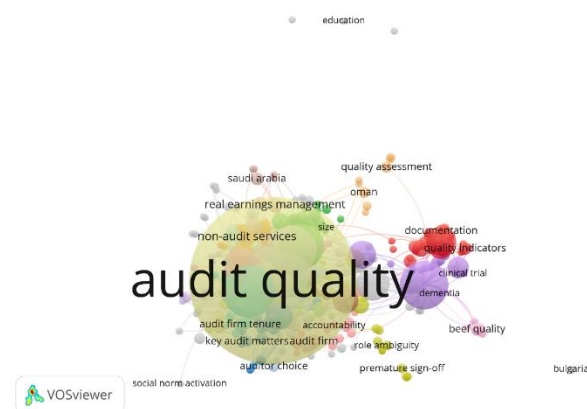 education
quality assessment
saudi arabia
oman
real earnings management
size
documentation
non-audit services
quality indicators
clinical trial
audit quality
dementia
audit firm tenure
accountability
beef quality
key audit matters
audit firm
role ambiguity
auditor choice
premature sign-off
bulgaria
social norm activation
VOSviewer